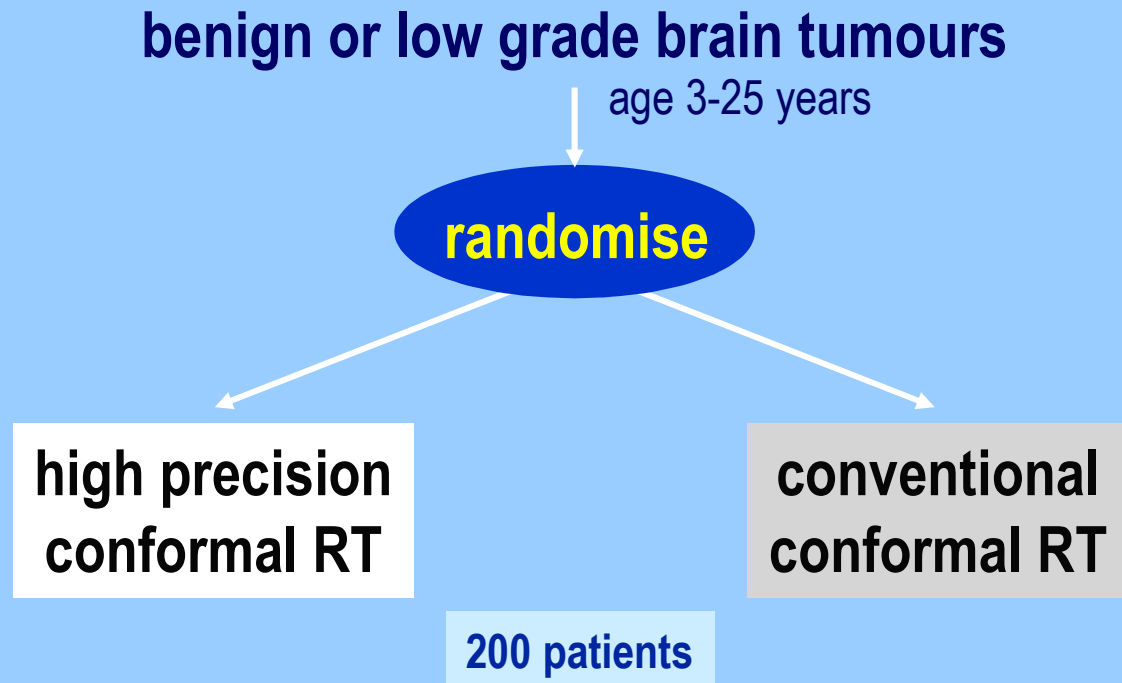 benign or low grade brain tumours
age 3-25 years
randomise
high precision
conformal RT
conventional
conformal RT
200 patients